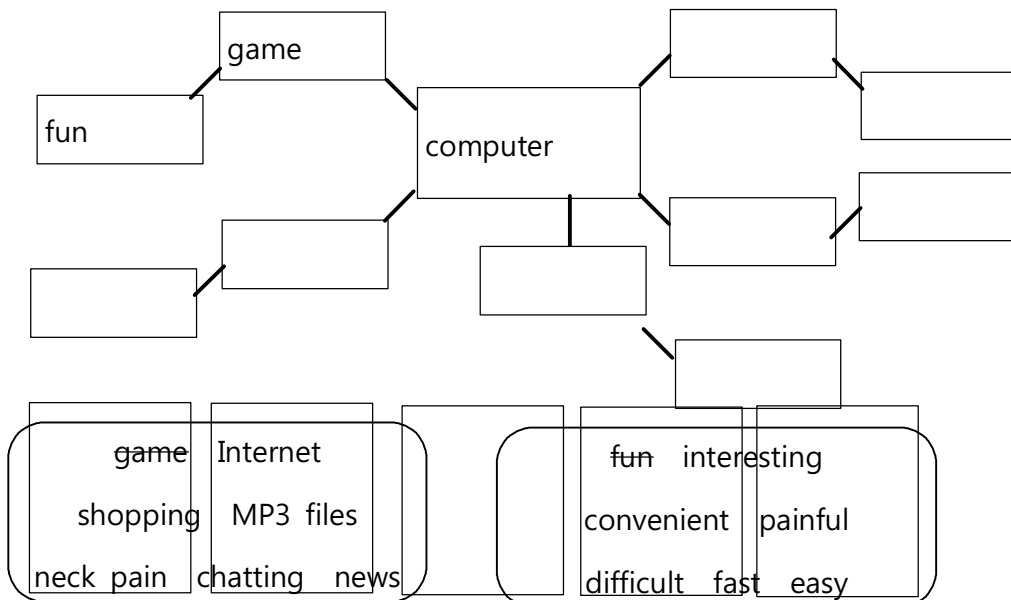 game
fun
computer
game Internet
shopping MP3 files
neck pain chatting news
fun interesting
convenient painful
difficult fast easy